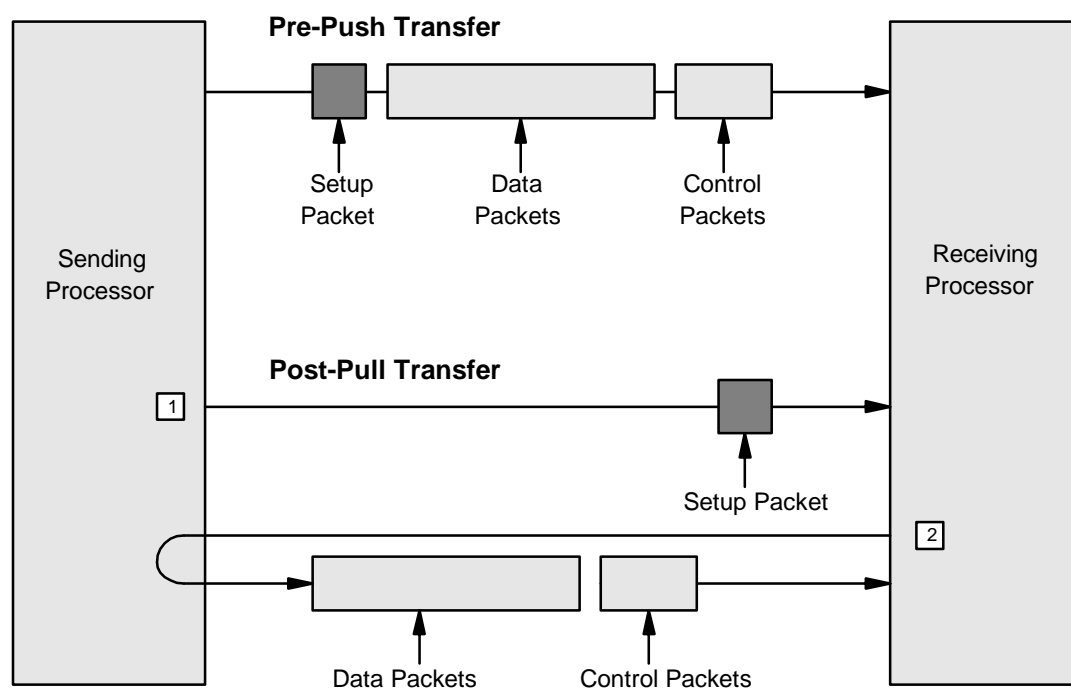 Pre-Push Transfer
Setup
Packet
Data
Packets
Control
Packets
Sending
Processor
Receiving
Processor
Post-Pull Transfer
1
Setup Packet
2
Data Packets
Control Packets